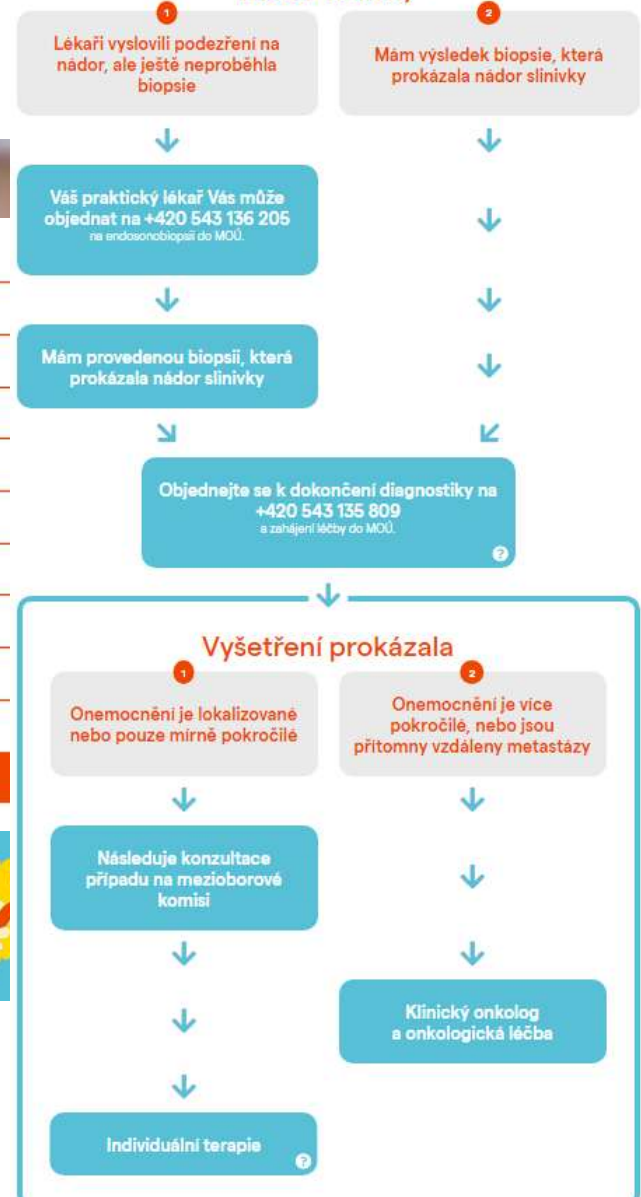 1
Lékaři vyslovili podezření na
nádor, ale ještě neproběhla
biopsie
2
Mám výsledek biopsie, která
prokázala nádor slinivky
Váš praktický lékař Vás může
objednat na +420 543 136 205
na endosonobiopsii do MOÚ.
Mám provedenou biopsii, která
prokázala nádor slinivky
Objednejte se k dokončení diagnostiky na
+420 543 135 809
a zahájení léčby do MOÚ.
?
Vyšetření prokázala
1
Onemocnění je lokalizované
nebo pouze mírně pokročilé
2
Onemocnění je více
pokročilé, nebo jsou
přítomny vzdáleny metastázy
Následuje konzultace
případu na mezioborové
komisi
Klinický onkolog
a onkologická léčba
Individuální terapie
?